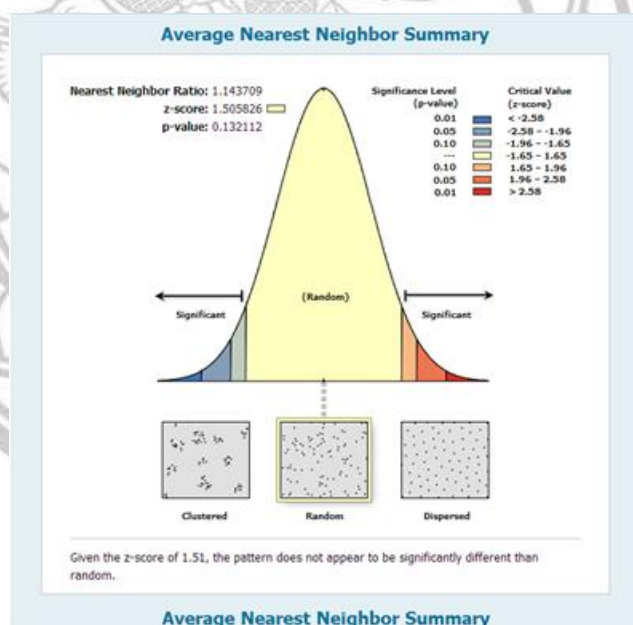 Average Nearest Neighbor Summary
Nearest Neighbor Ratio: 1.143709
z-score: 1.505826
p-value: 0.132112
Significance Level
(p-value)
Critical Value
(z-score)
0.01 < -2.58
0.05 -2.58 - -1.96
0.10 -1.96 - -1.65
--- -1.65 - 1.65
0.10 1.65 - 1.96
0.05 1.96 - 2.58
0.01 > 2.58
(Random)
Significant Significant
Clustered Random Dispersed
Given the z-score of 1.51, the pattern does not appear to be significantly different than
random.
Average Nearest Neighbor Summary